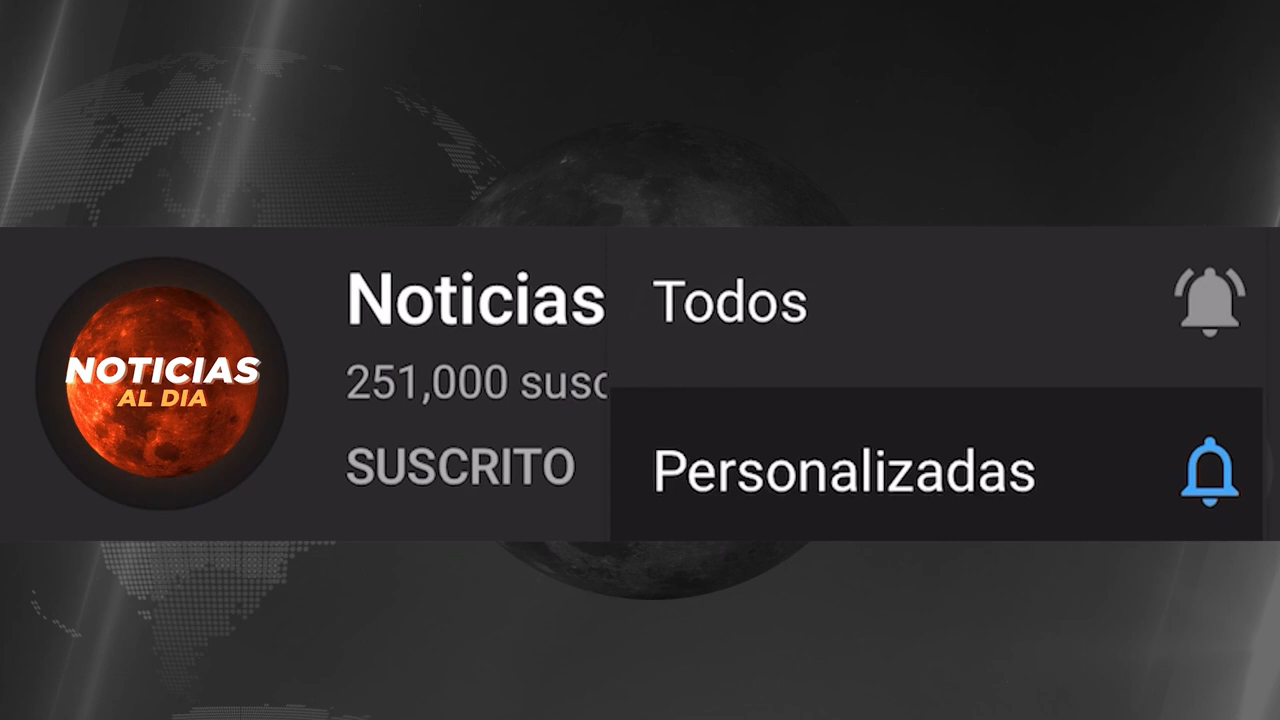 NOTICIAS
AL DIA
Noticias
251,000 susc
SUSCRITO
Todos
Personalizadas